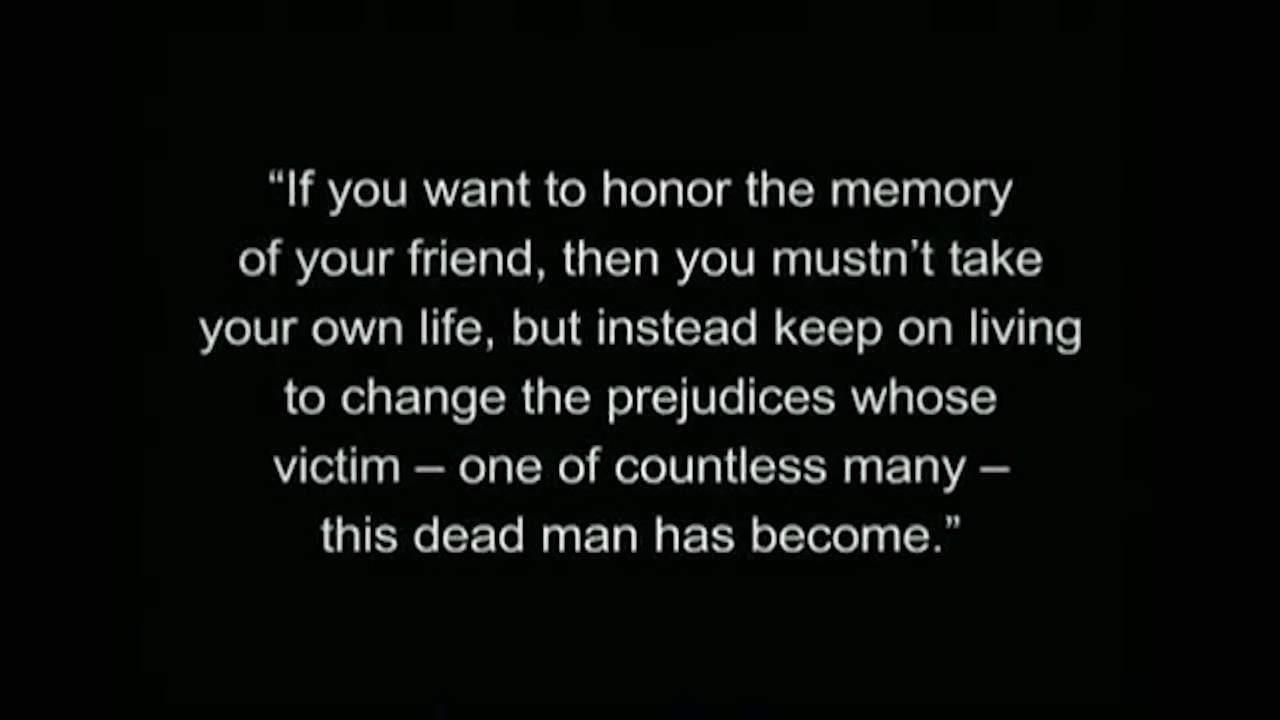 “If you want to honor the memory
of your friend, then you mustn’t take
your own life, but instead keep on living
to change the prejudices whose
victim – one of countless many –
this dead man has become.”